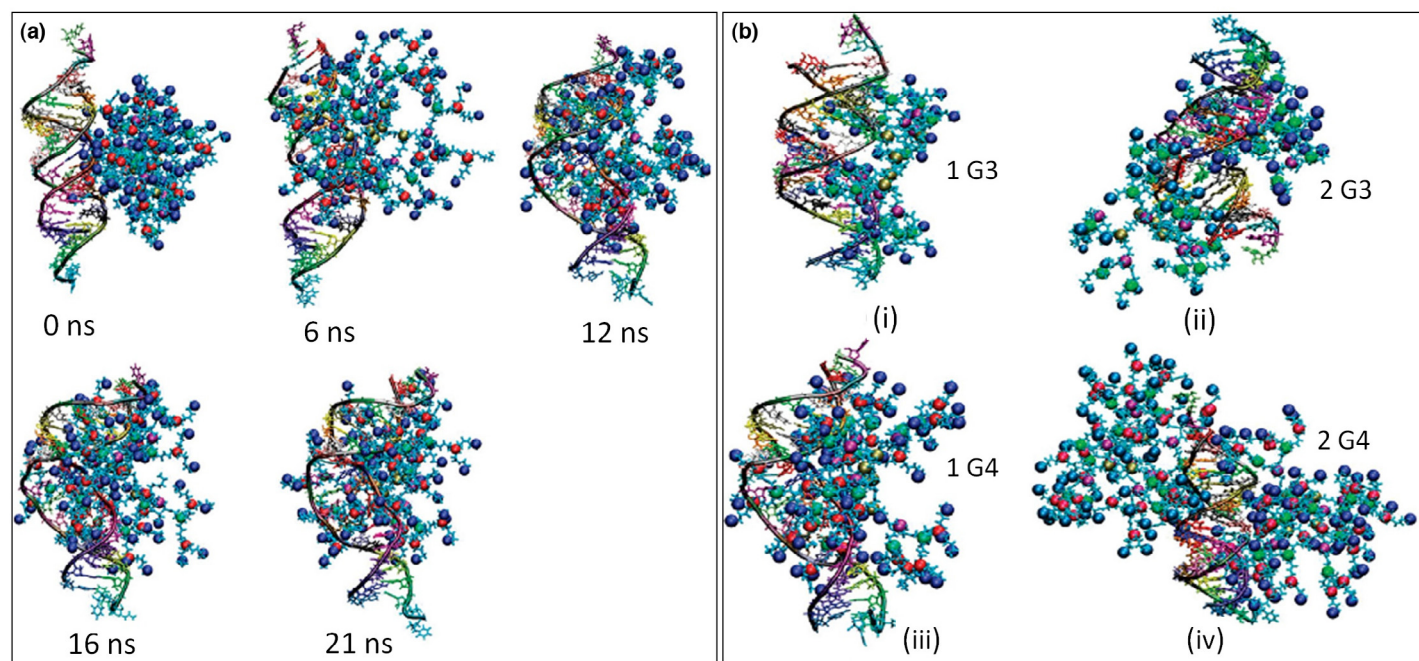 (a)
0 ns
6 ns
12 ns
16 ns
21 ns
(b)
1 G3
(i)
2 G3
(ii)
1 G4
(iii)
2 G4
(iv)